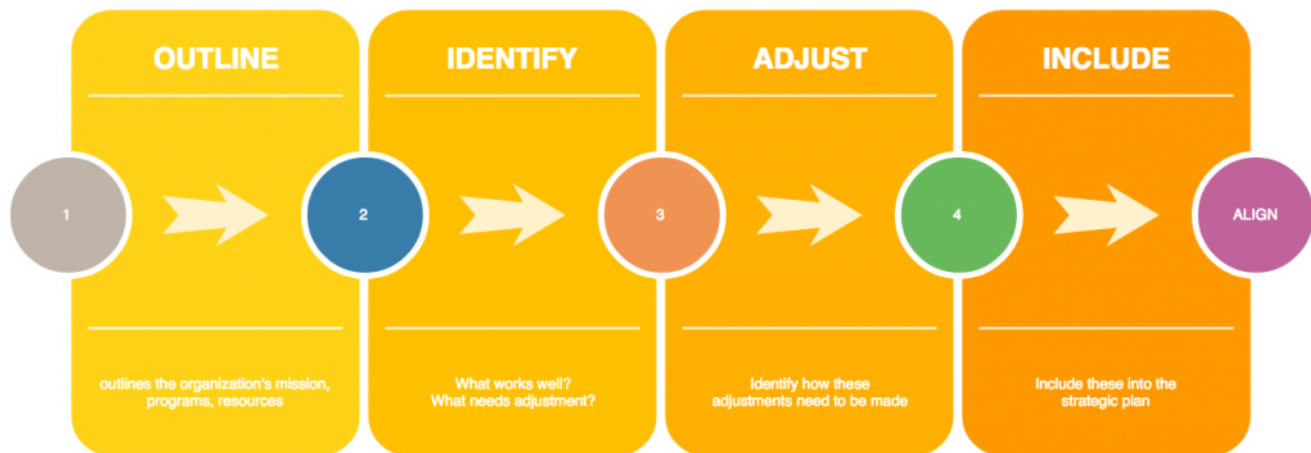 OUTLINE
IDENTIFY
ADJUST
INCLUDE
1
2
3
4
ALIGN
outlines the organization's mission,
programs, resources
What works well?
What needs adjustment?
Identify how these
adjustments need to be made
Include these into the
strategic plan